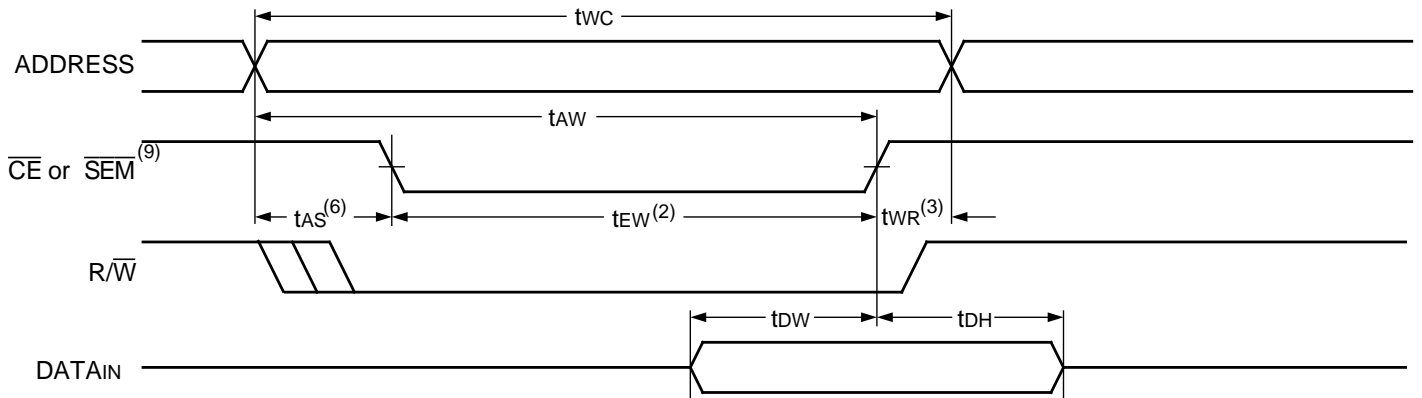 tWC
ADDRESS
tAW
CE or SEM(9)
tAS(6) tEW(2) tWR(3)
R/W
tDW tDH
DATAIN